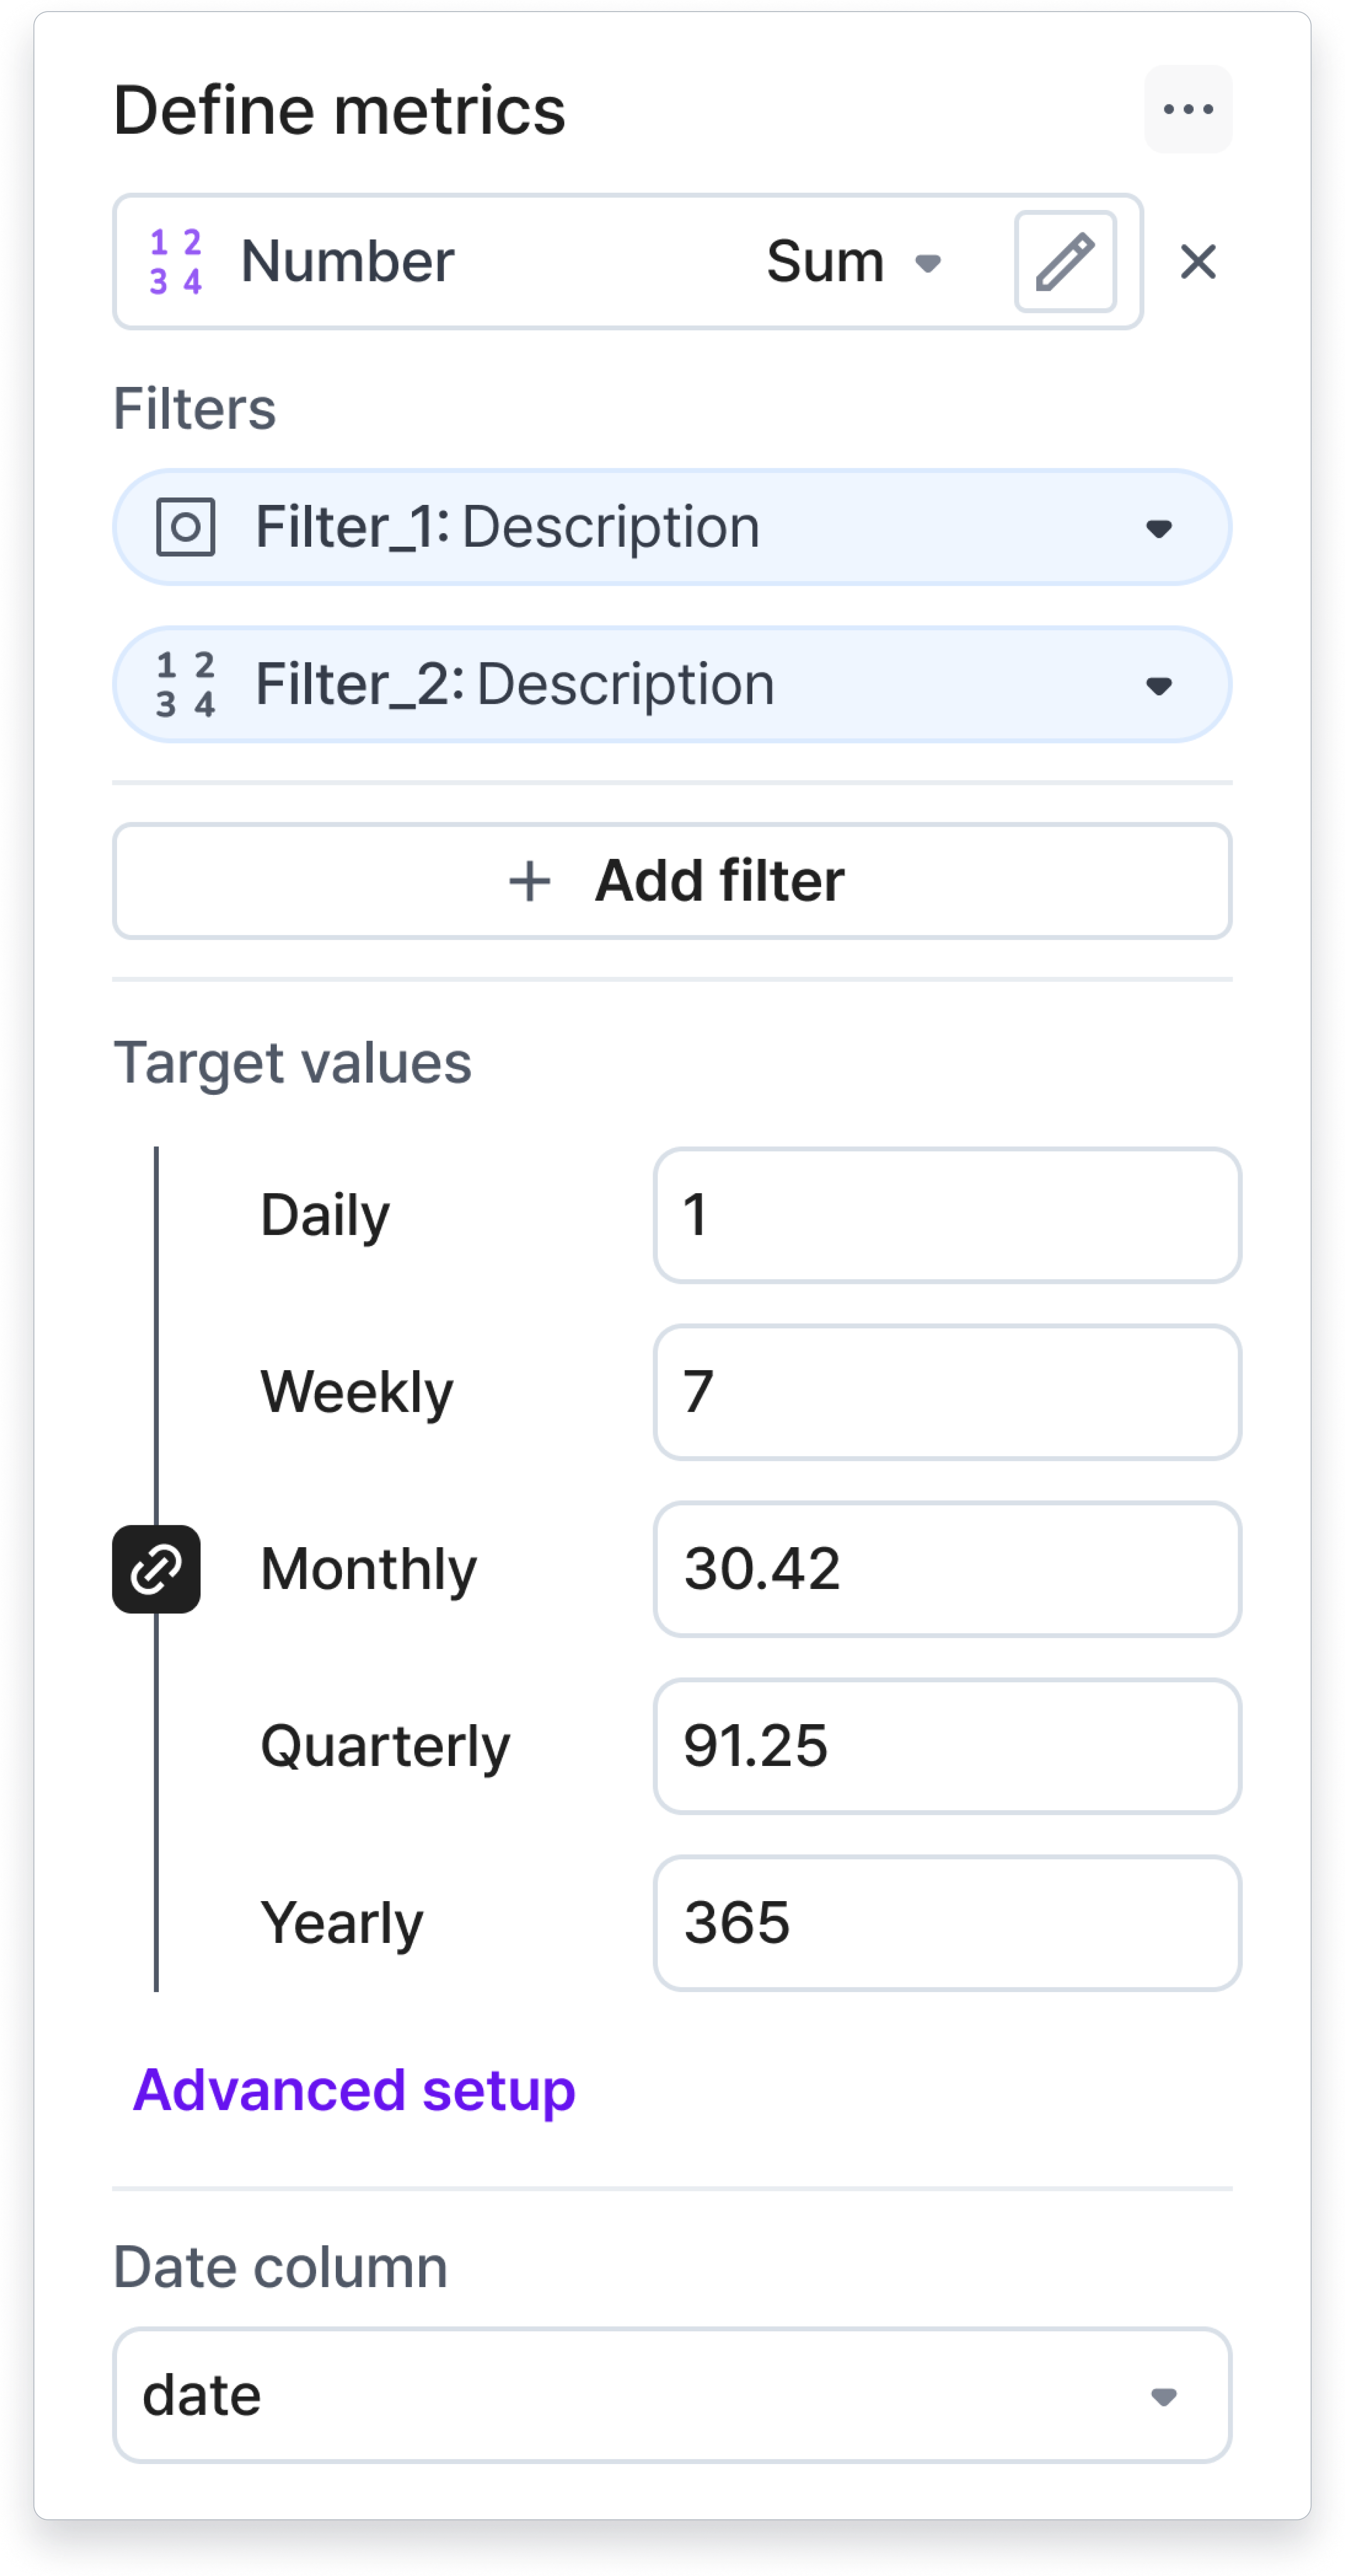 Define metrics
1 2
3 4
Number Sum
Filters
Filter_1: Description
1 2
3 4
Filter_2: Description
Add filter
Target values
Daily 1
Weekly 7
Monthly 30.42
Quarterly 91.25
Yearly 365
Advanced setup
Date column
date